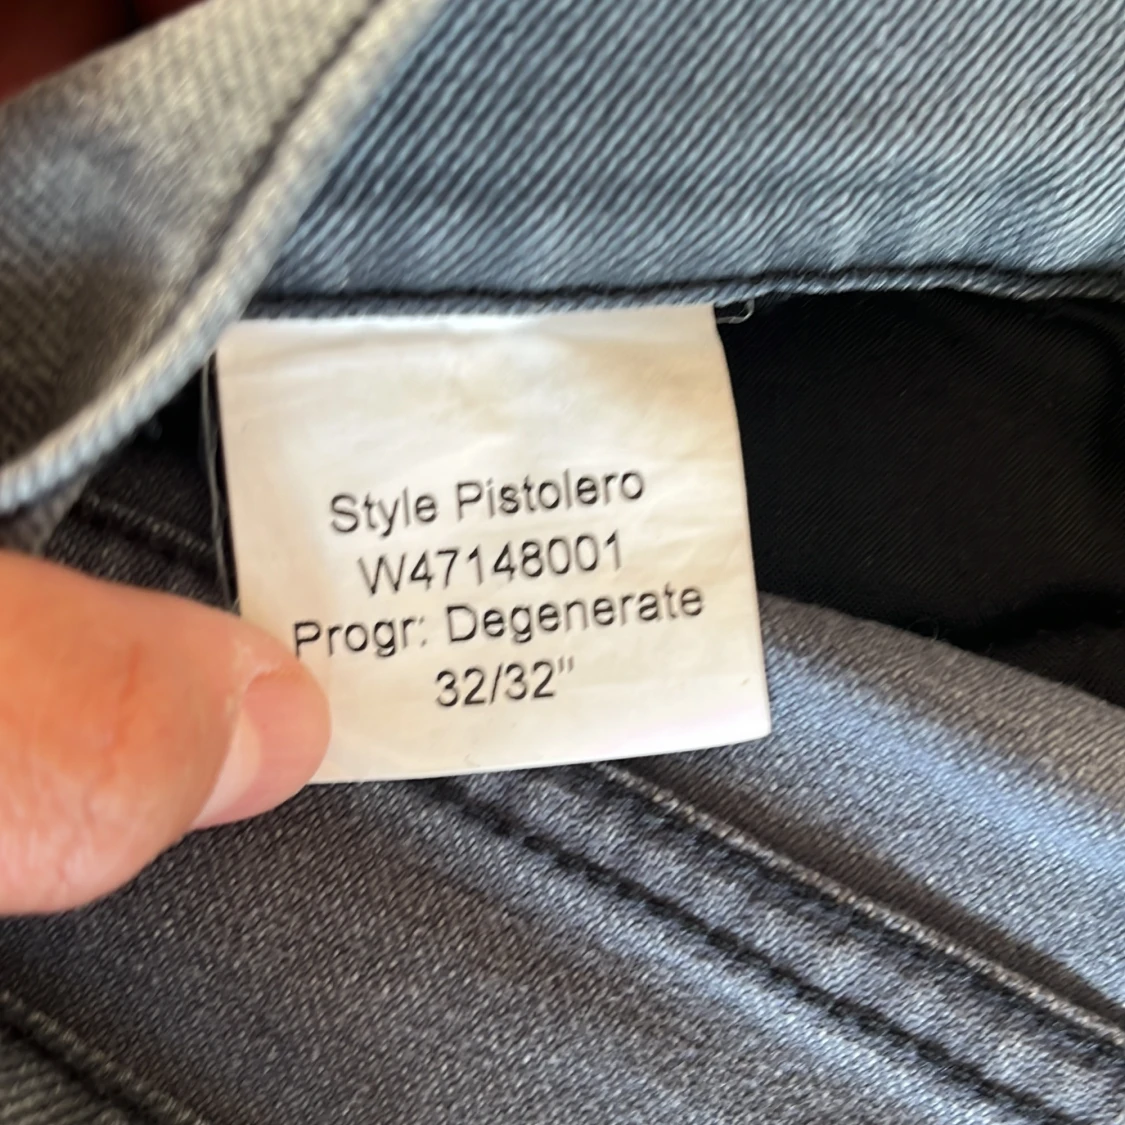 Style Pistolero
W47148001
Progr: Degenerate
32/32"